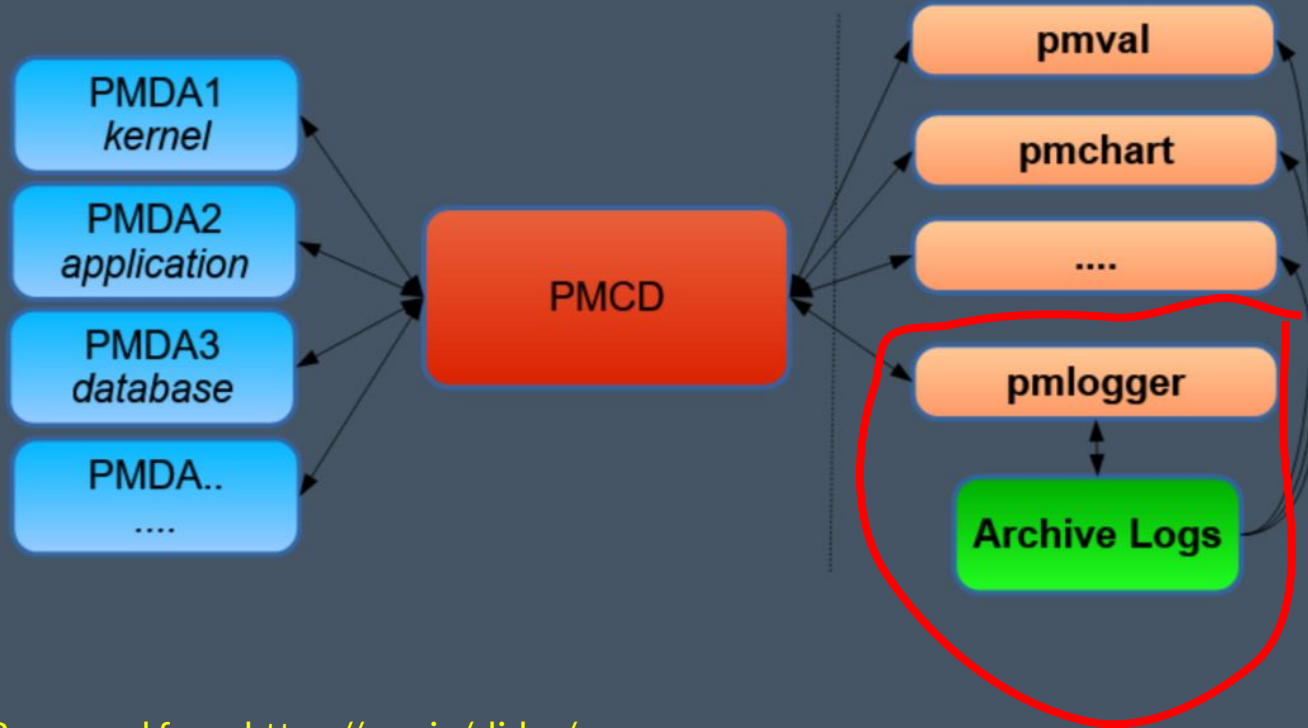 PMDA1
kernel
PMDA2
application
PMDA3
database
PMDA..
....
PMCD
pmval
pmchart
....
pmlogger
Archive Logs